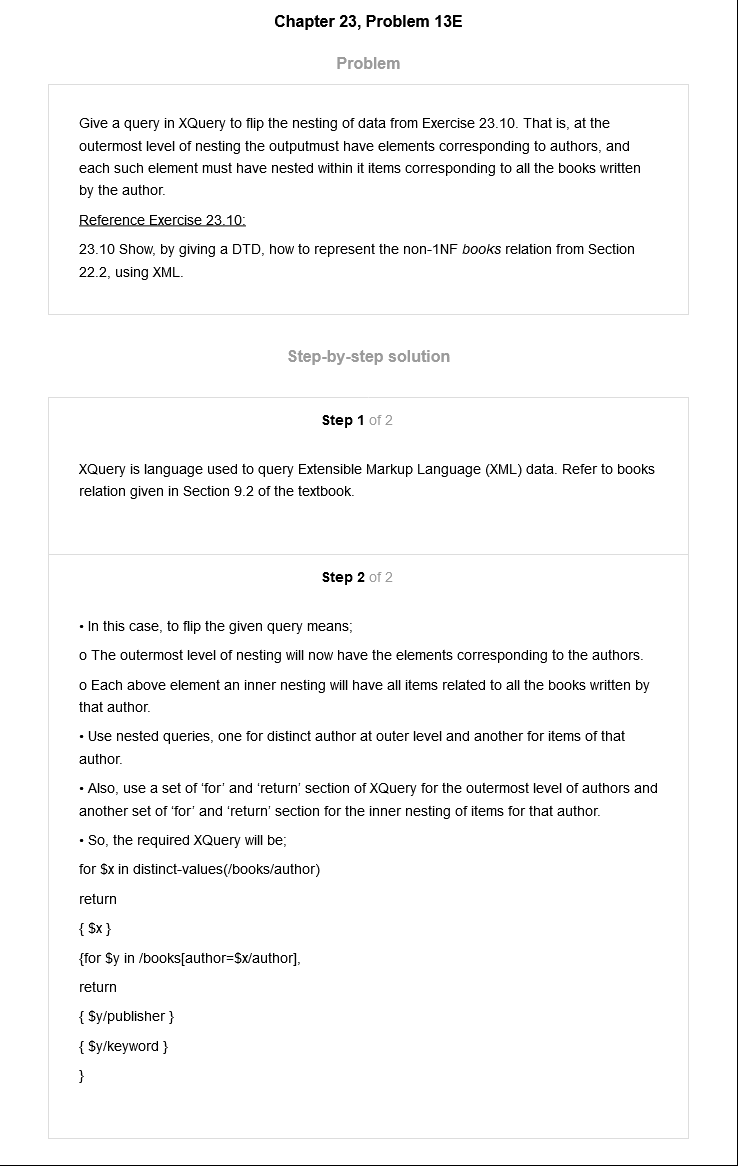 Chapter 23, Problem 13E
Problem
Give a query in XQuery to flip the nesting of data from Exercise 23.10. That is, at the
outermost level of nesting the outputmust have elements corresponding to authors, and
each such element must have nested within it items corresponding to all the books written
by the author.
Reference Exercise 23.10:
23.10 Show, by giving a DTD, how to represent the non-1NF books relation from Section
22.2, using XML.
Step-by-step solution
Step 1 of 2
XQuery is language used to query Extensible Markup Language (XML) data. Refer to books
relation given in Section 9.2 of the textbook.
Step 2 of 2
• In this case, to flip the given query means;
o The outermost level of nesting will now have the elements corresponding to the authors.
o Each above element an inner nesting will have all items related to all the books written by
that author.
• Use nested queries, one for distinct author at outer level and another for items of that
author.
• Also, use a set of ‘for’ and ‘return’ section of XQuery for the outermost level of authors and
another set of ‘for’ and ‘return’ section for the inner nesting of items for that author.
• So, the required XQuery will be;
for $x in distinct-values(/books/author)
return
{ $x }
{for $y in /books[author=$x/author],
return
{ $y/publisher }
{ $y/keyword }
}